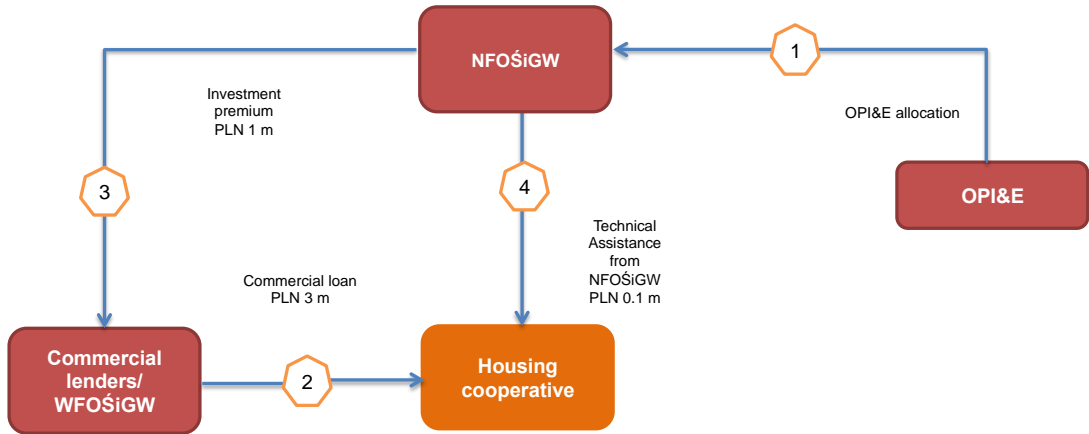 NFOŚiGW
1
Investment
premium
PLN 1 m
OPI&E allocation
3
4
OPI&E
Technical
Assistance
from
NFOŚiGW
PLN 0.1 m
Commercial loan
PLN 3 m
Commercial
lenders/
WFOŚiGW
2
Housing
cooperative